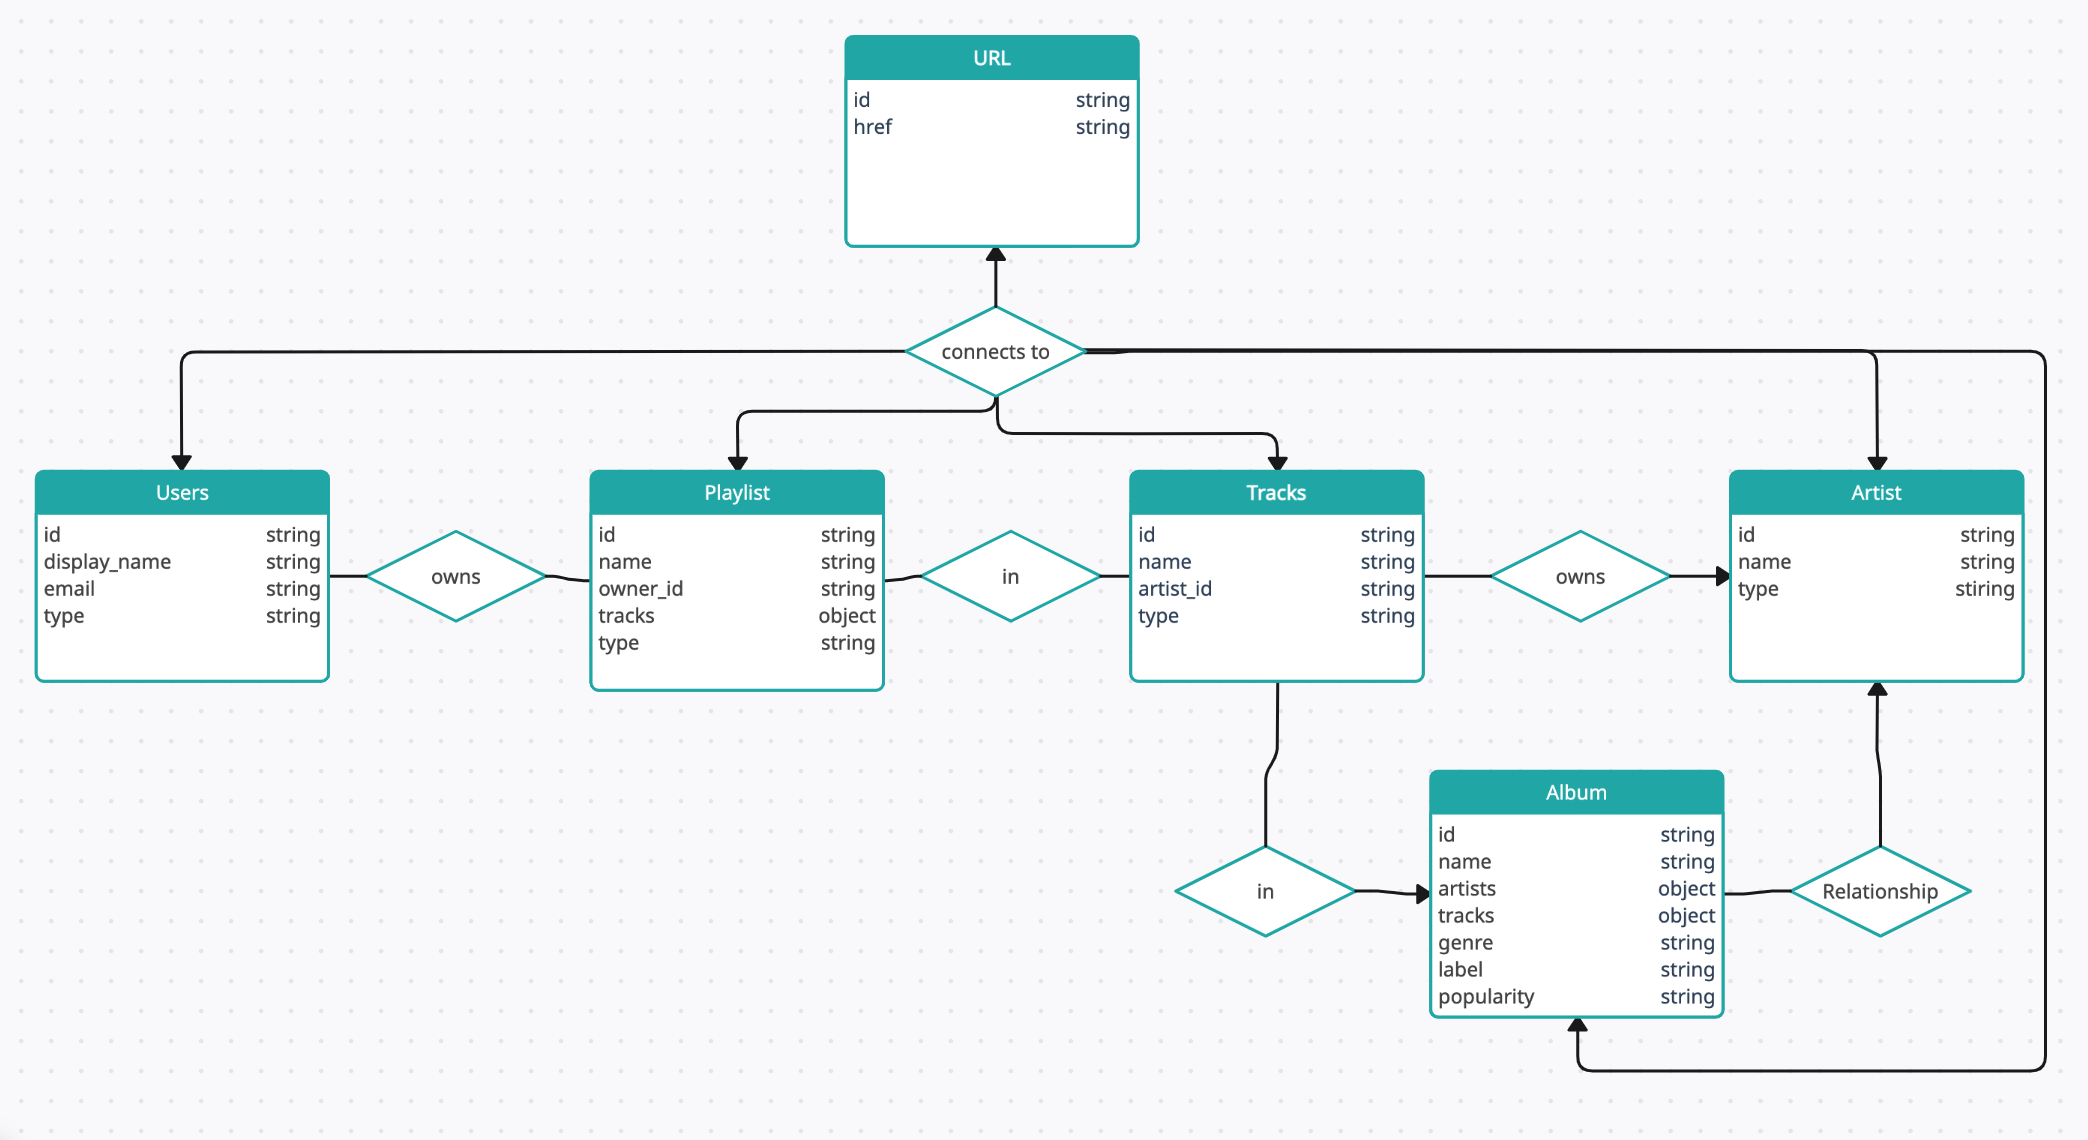 URL
id string
href string
connects to
Users
id string
display_name string
email string
type string
owns
Playlist
id string
name string
owner_id string
tracks object
type string
in
Tracks
id string
name string
artist_id string
type string
owns
Artist
id string
name string
type stiring
in
Album
id string
name string
artists object
tracks object
genre string
label string
popularity string
Relationship